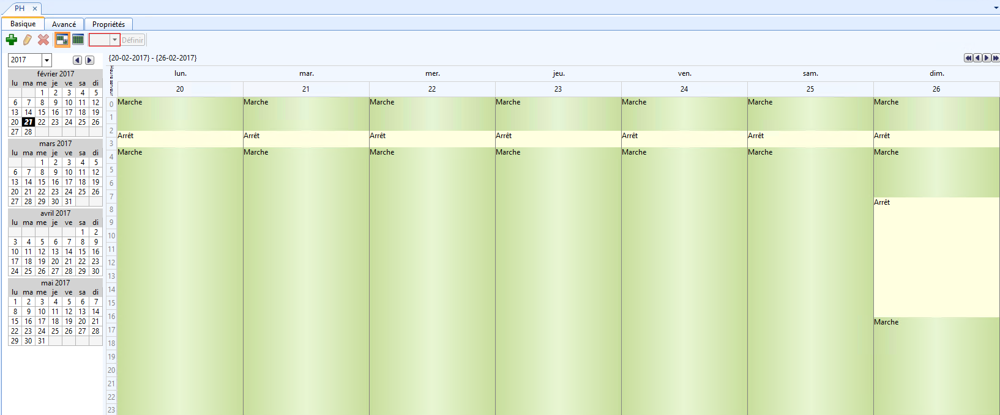 PH
Basique Avancé Propriétés
Définir
2017
{20-02-2017} - {26-02-2017}
février 2017
lu ma me je ve sa di
1 2 3 4 5
6 7 8 9 10 11 12
13 14 15 16 17 18 19
20 21 22 23 24 25 26
27 28
mars 2017
lu ma me je ve sa di
1 2 3 4 5
6 7 8 9 10 11 12
13 14 15 16 17 18 19
20 21 22 23 24 25 26
27 28 29 30 31
avril 2017
lu ma me je ve sa di
1 2
3 4 5 6 7 8 9
10 11 12 13 14 15 16
17 18 19 20 21 22 23
24 25 26 27 28 29 30
mai 2017
lu ma me je ve sa di
1 2 3 4 5 6 7
8 9 10 11 12 13 14
15 16 17 18 19 20 21
22 23 24 25 26 27 28
29 30 31
lun. mar. mer. jeu. ven. sam. dim.
20 21 22 23 24 25 26
0 Marche Marche Marche Marche Marche Marche Marche
1
2
Arrêt Arrêt Arrêt Arrêt Arrêt Arrêt Arrêt
3
Marche Marche Marche Marche Marche Marche Marche
4
5
6
7
Arrêt
8
9
10
11
12
13
14
15
16
Marche
17
18
19
20
21
22
23